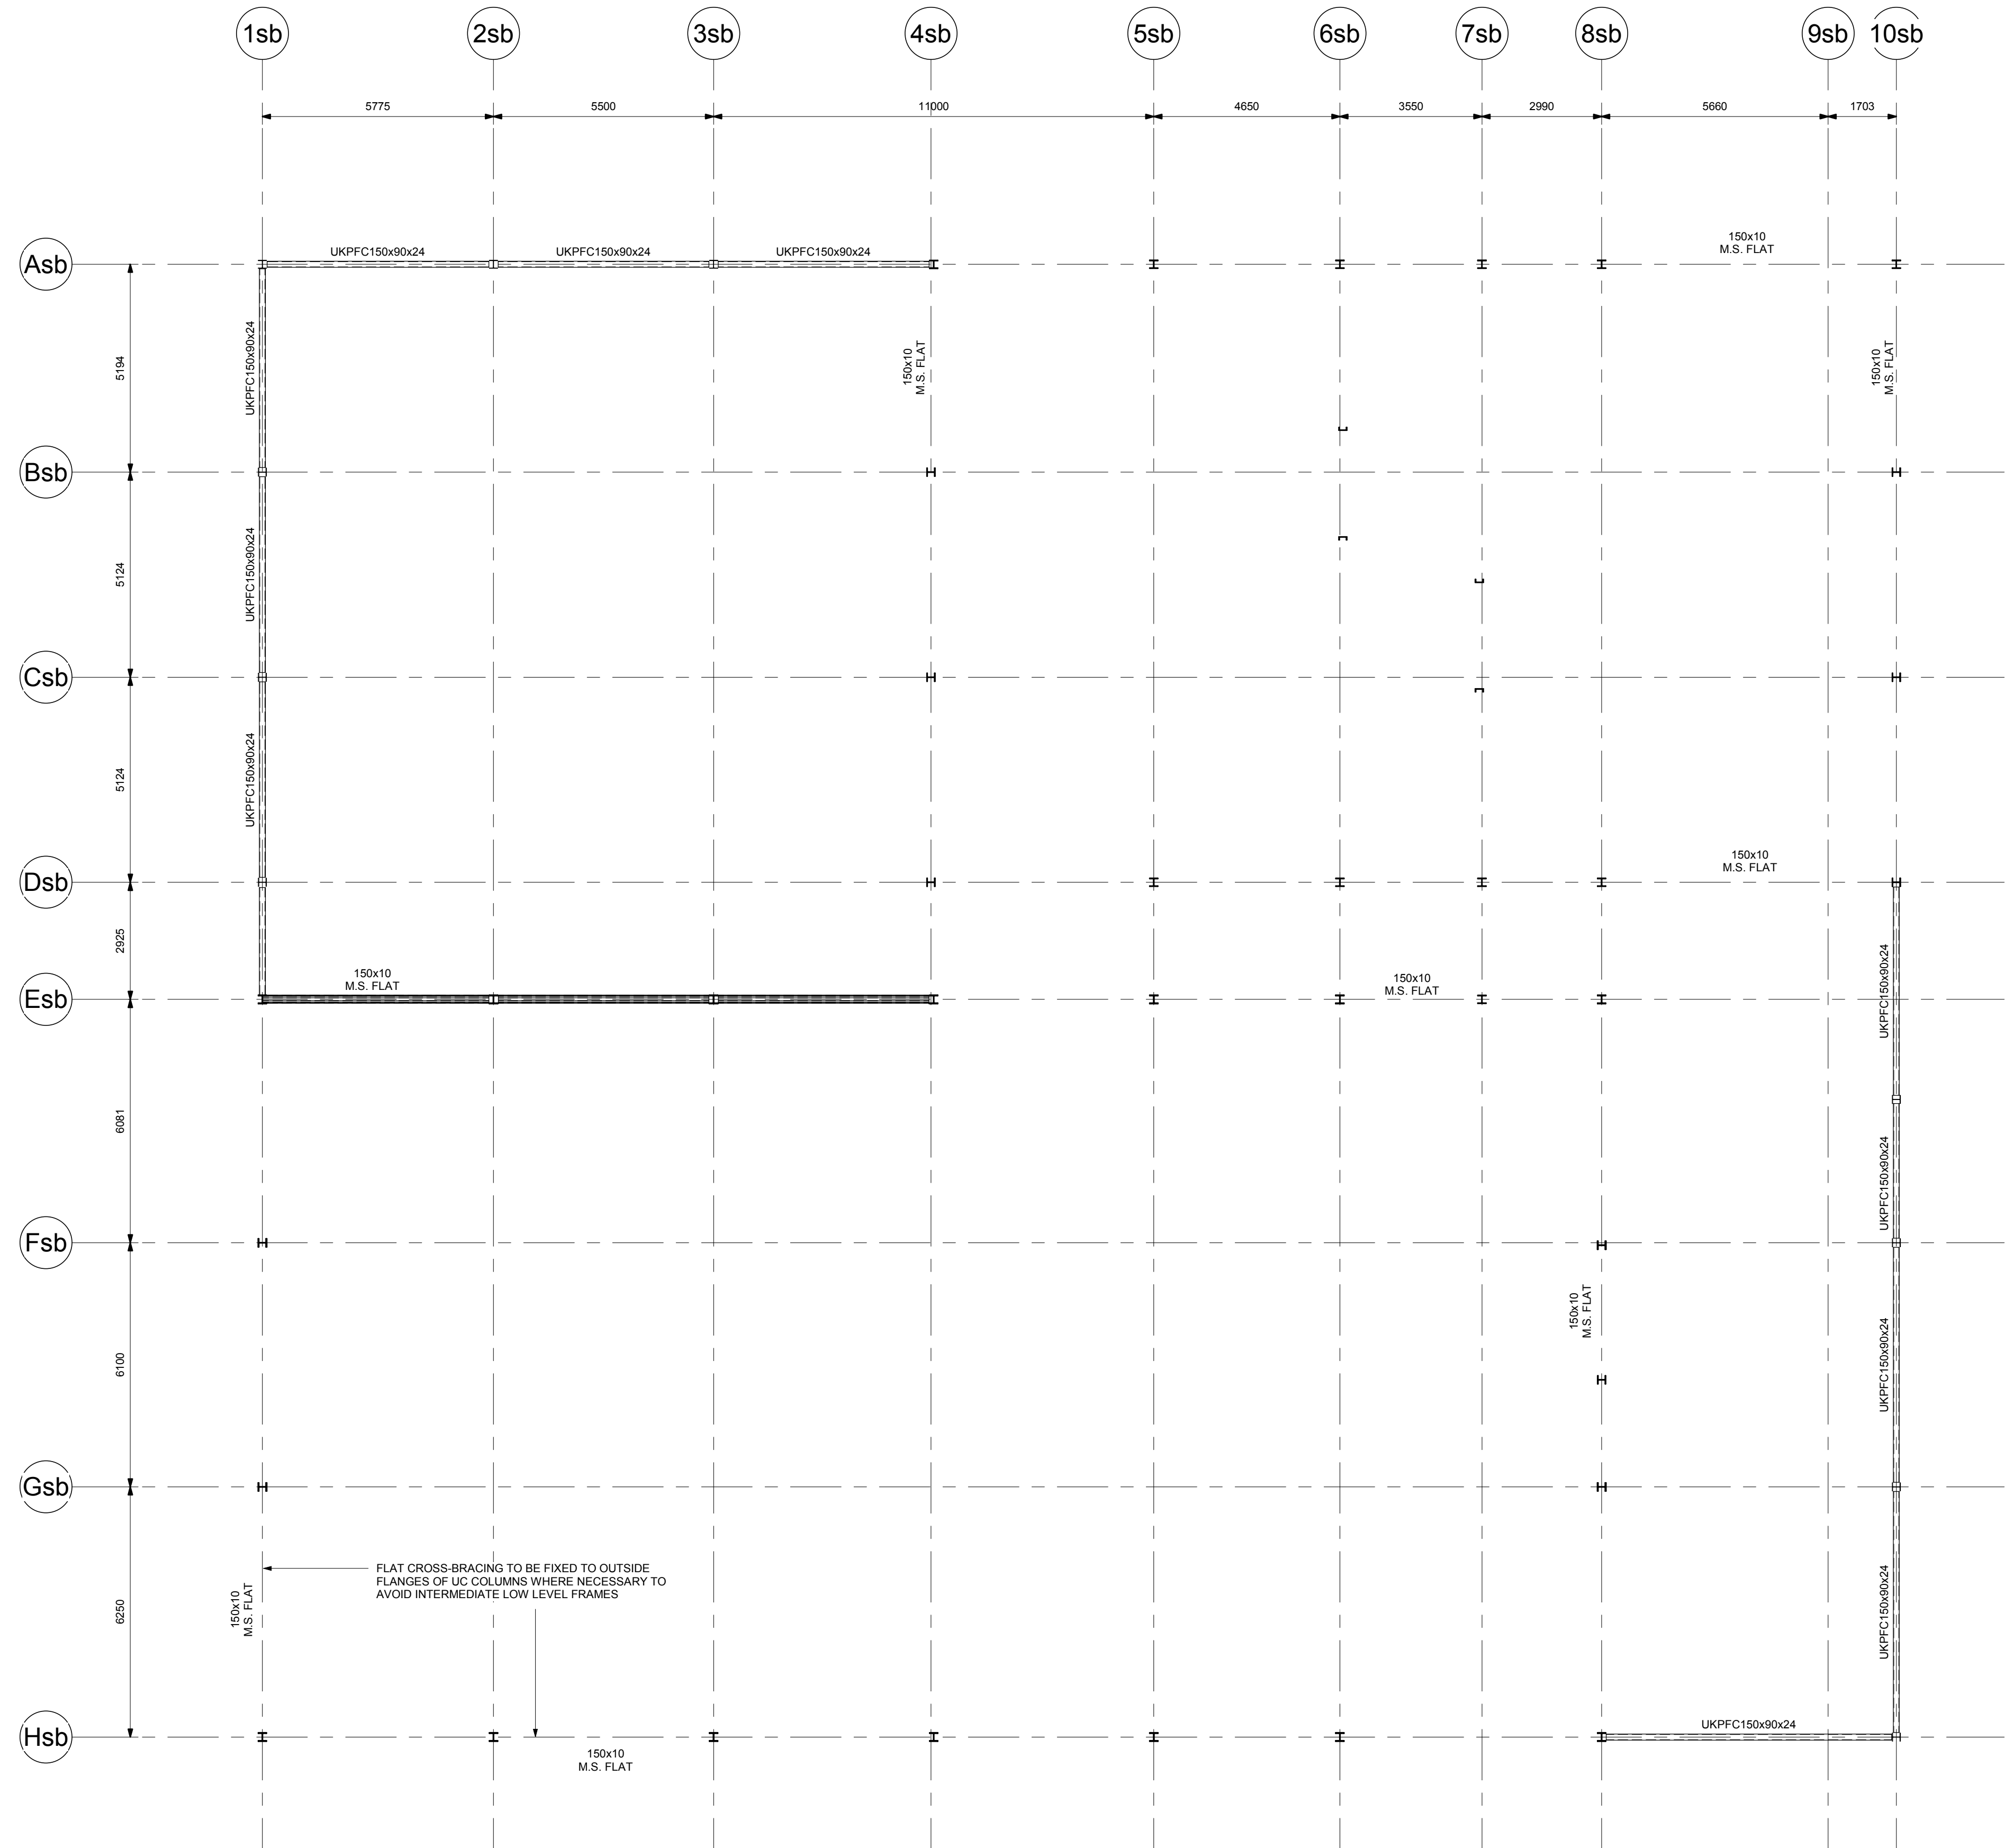 1sb
2sb
3sb
4sb
5sb
6sb
7sb
8sb
9sb
10sb
5775
5500
11000
4650
3550
2990
5660
1703
Asb
UKPFC150x90x24
UKPFC150x90x24
UKPFC150x90x24
150x10
M.S. FLAT
5194
UKPFC150x90x24
150x10
M.S. FLAT
150x10
M.S. FLAT
Bsb
5124
UKPFC150x90x24
Csb
5124
UKPFC150x90x24
150x10
M.S. FLAT
Dsb
2925
150x10
M.S. FLAT
150x10
M.S. FLAT
UKPFC150x90x24
Esb
6081
UKPFC150x90x24
Fsb
6100
150x10
M.S. FLAT
UKPFC150x90x24
Gsb
6250
150x10
M.S. FLAT
FLAT CROSS-BRACING TO BE FIXED TO OUTSIDE
FLANGES OF UC COLUMNS WHERE NECESSARY TO
AVOID INTERMEDIATE LOW LEVEL FRAMES
UKPFC150x90x24
UKPFC150x90x24
Hsb
150x10
M.S. FLAT